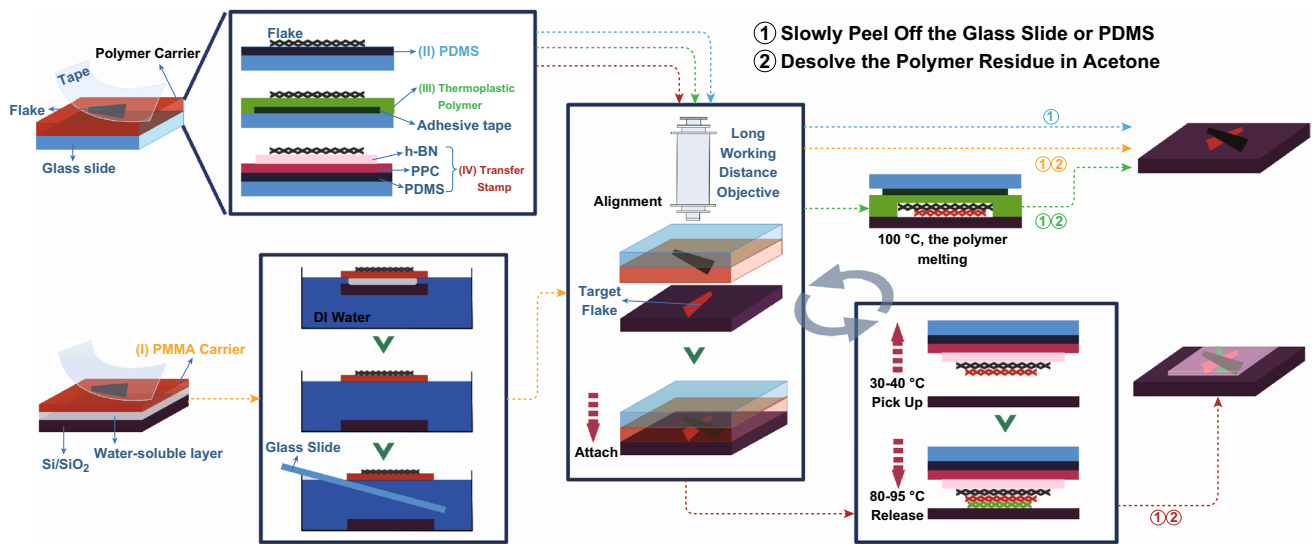 ① Slowly Peel Off the Glass Slide or PDMS
② Desolve the Polymer Residue in Acetone
Polymer Carrier
Tape
Flake
Glass slide
Flake
(II) PDMS
(III) Thermoplastic
Polymer
Adhesive tape
h-BN
PPC
PDMS
(IV) Transfer
Stamp
Long
Working
Distance
Objective
Alignment
Target
Flake
Attach
①
①②
①②
100 °C, the polymer
melting
(I) PMMA Carrier
Water-soluble layer
Si/SiO2
DI Water
Glass Slide
30-40 °C
Pick Up
80-95 °C
Release
①②